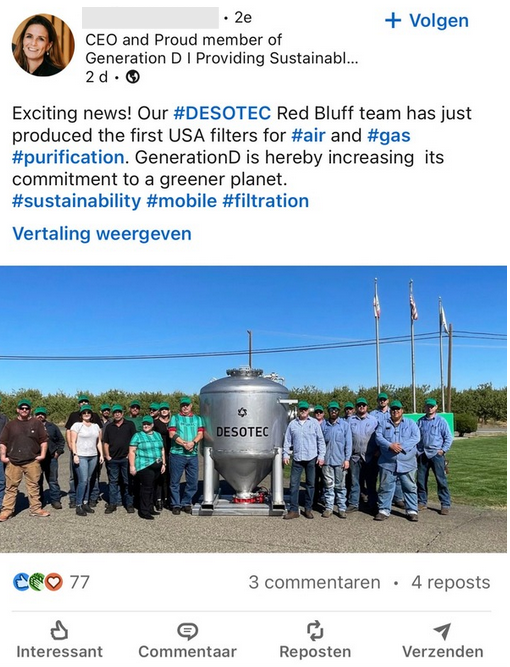 • 2e
+ Volgen
CEO and Proud member of
Generation D I Providing Sustainabl...
2 d •
Exciting news! Our #DESOTEC Red Bluff team has just
produced the first USA filters for #air and #gas
#purification. GenerationD is hereby increasing its
commitment to a greener planet.
#sustainability #mobile #filtration
Vertaling weergeven
DESOTEC
77
3 commentaren • 4 reposts
Interessant
Commentaar
Reposten
Verzenden